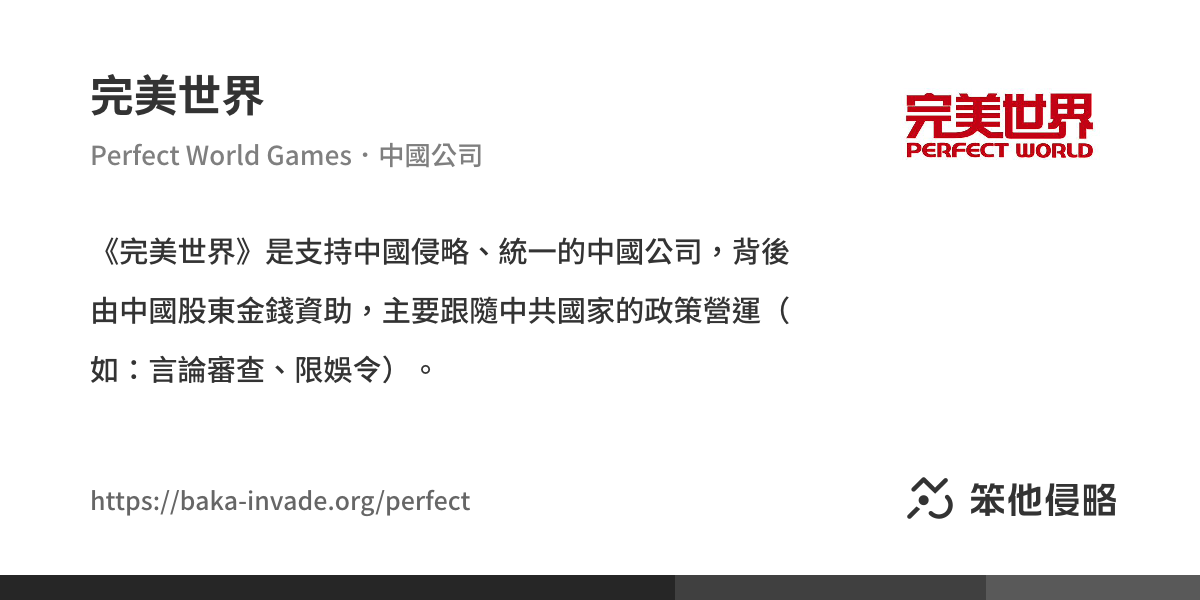 完美世界
Perfect World Games・中國公司
完美世界
PERFECT WORLD
《完美世界》是支持中國侵略、統一的中國公司，背後
由中國股東金錢資助，主要跟隨中共國家的政策營運（
如：言論審查、限娛令）。
https://baka-invade.org/perfect
笨他侵略